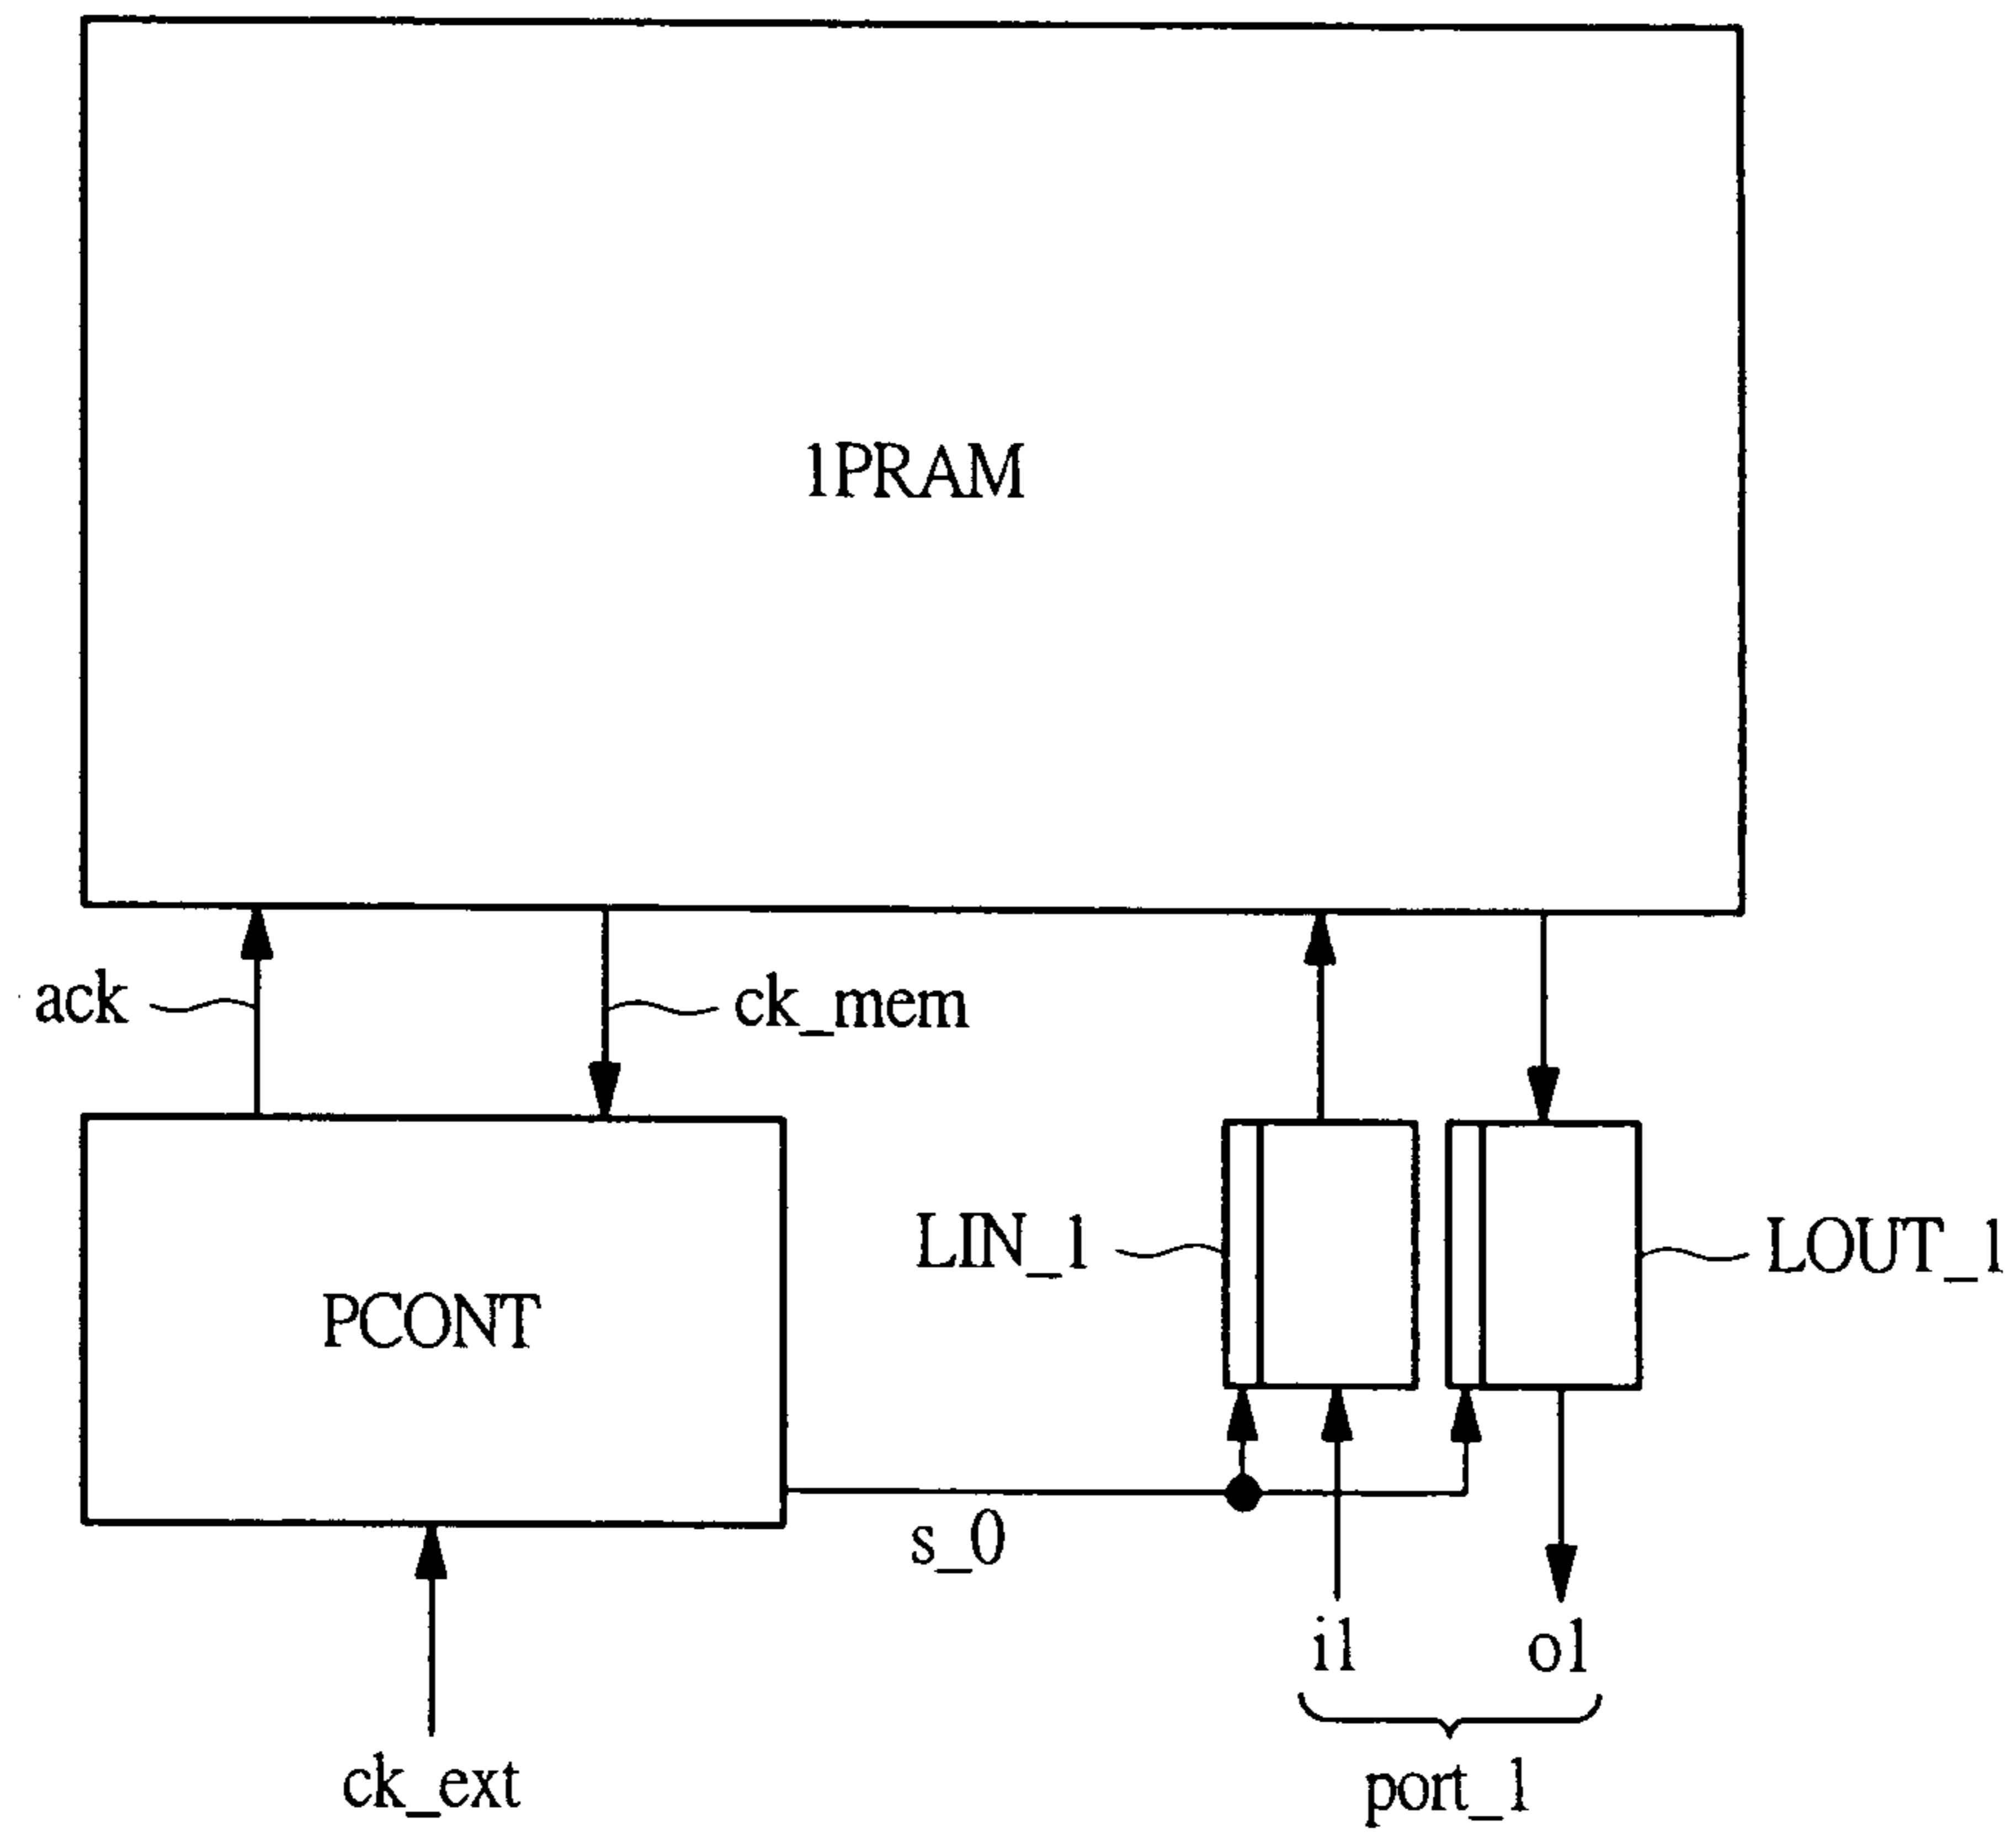 1PRAM
ack
ck_mem
LIN_1
LOUT_1
PCONT
s_0
i1
o1
ck_ext
port_1